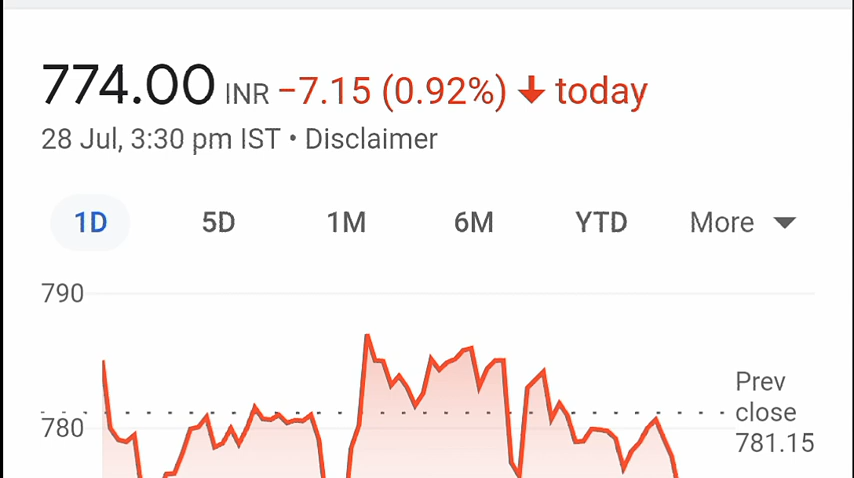 774.00 INR −7.15 (0.92%) ↓ today
28 Jul, 3:30 pm IST • Disclaimer
1D 5D 1M 6M YTD More
790
Prev
close
781.15
780